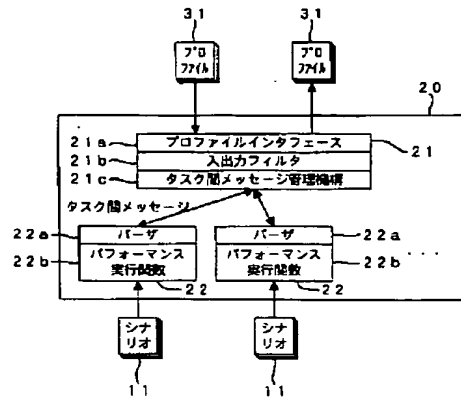 31
31
プロ
ファイル
プロ
ファイル
20
21a
プロファイルインタフェース
21
21b
入出力フィルタ
21c
タスク間メッセージ管理機構
タスク間メッセージ
22a
パーザ
パーザ
22a
22b
パフォーマンス
実行関数
パフォーマンス
実行関数
22b
...
22
22
シナ
リオ
シナ
リオ
11
11